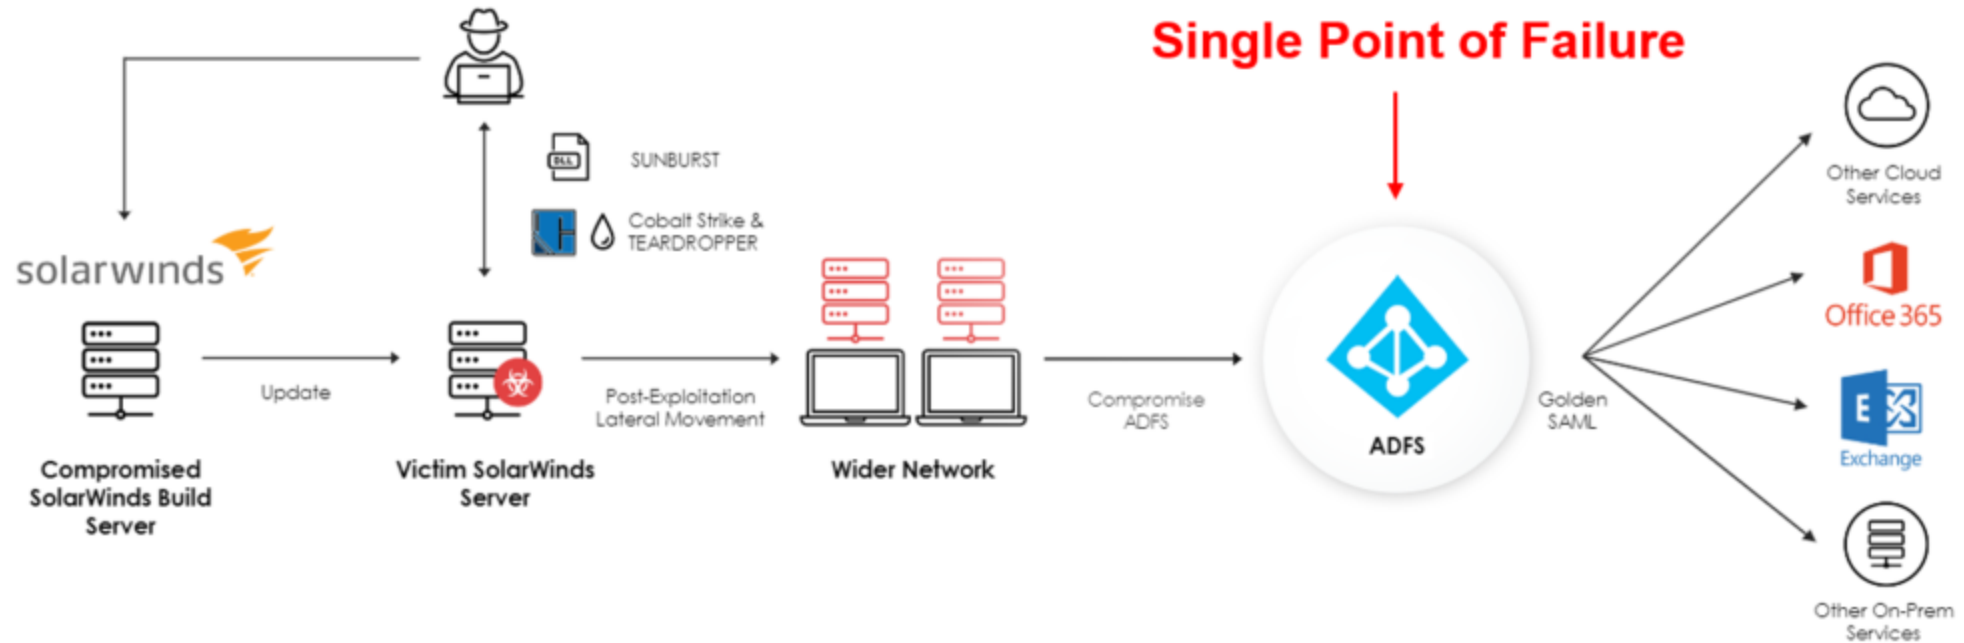 Single Point of Failure
SUNBURST
DLL
Cobalt Strike &
TEARDROPPER
solarwinds
Update
Post-Exploitation
Lateral Movement
Compromise
ADFS
ADFS
Golden
SAML
Other Cloud
Services
Office 365
E
Exchange
Other On-Prem
Services
Compromised
SolarWinds Build
Server
Victim SolarWinds
Server
Wider Network